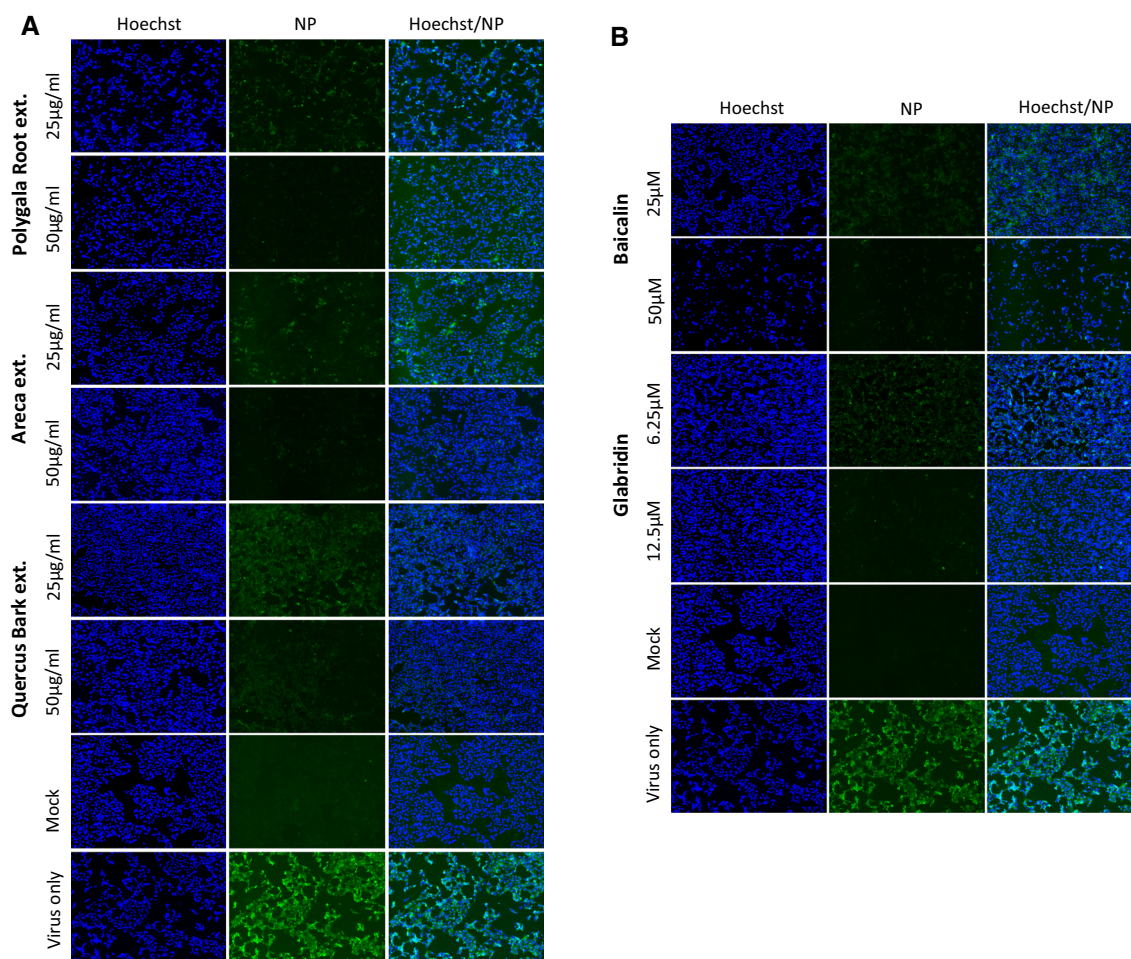 A
Hoechst
NP
Hoechst/NP
Polygala Root ext.
25µg/ml
50µg/ml
Areca ext.
25µg/ml
50µg/ml
Quercus Bark ext.
25µg/ml
50µg/ml
Mock
Virus only
B
Hoechst
NP
Hoechst/NP
Baicalin
25µM
50µM
Glabridin
6.25µM
12.5µM
Mock
Virus only